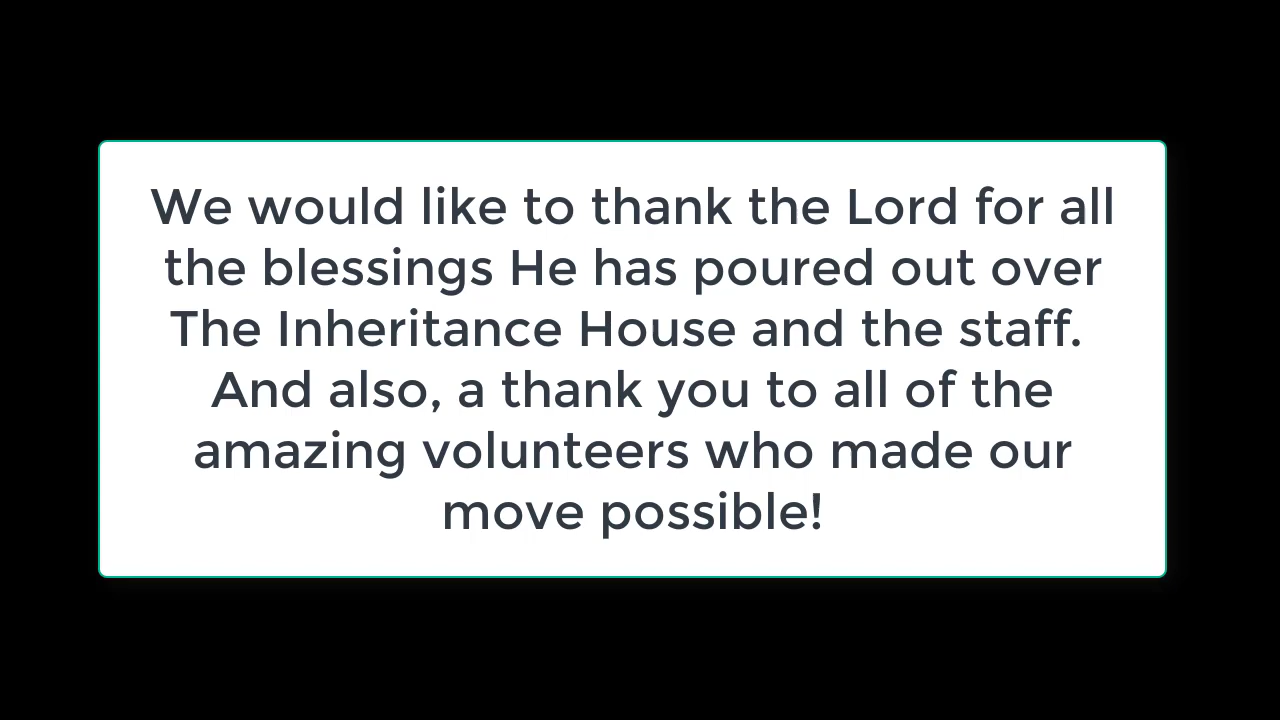 We would like to thank the Lord for all
the blessings He has poured out over
The Inheritance House and the staff.
And also, a thank you to all of the
amazing volunteers who made our
move possible!